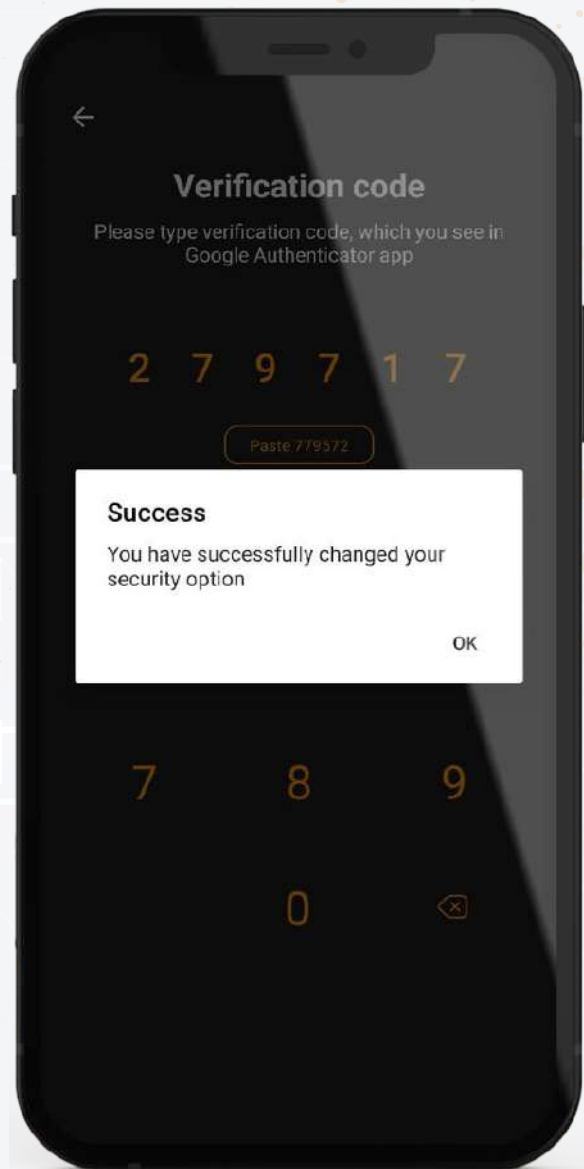 Verification code
Please type verification code, which you see in
Google Authenticator app
2 7 9 7 1 7
Paste 779572
Success
You have successfully changed your
security option
OK
7 8 9
0